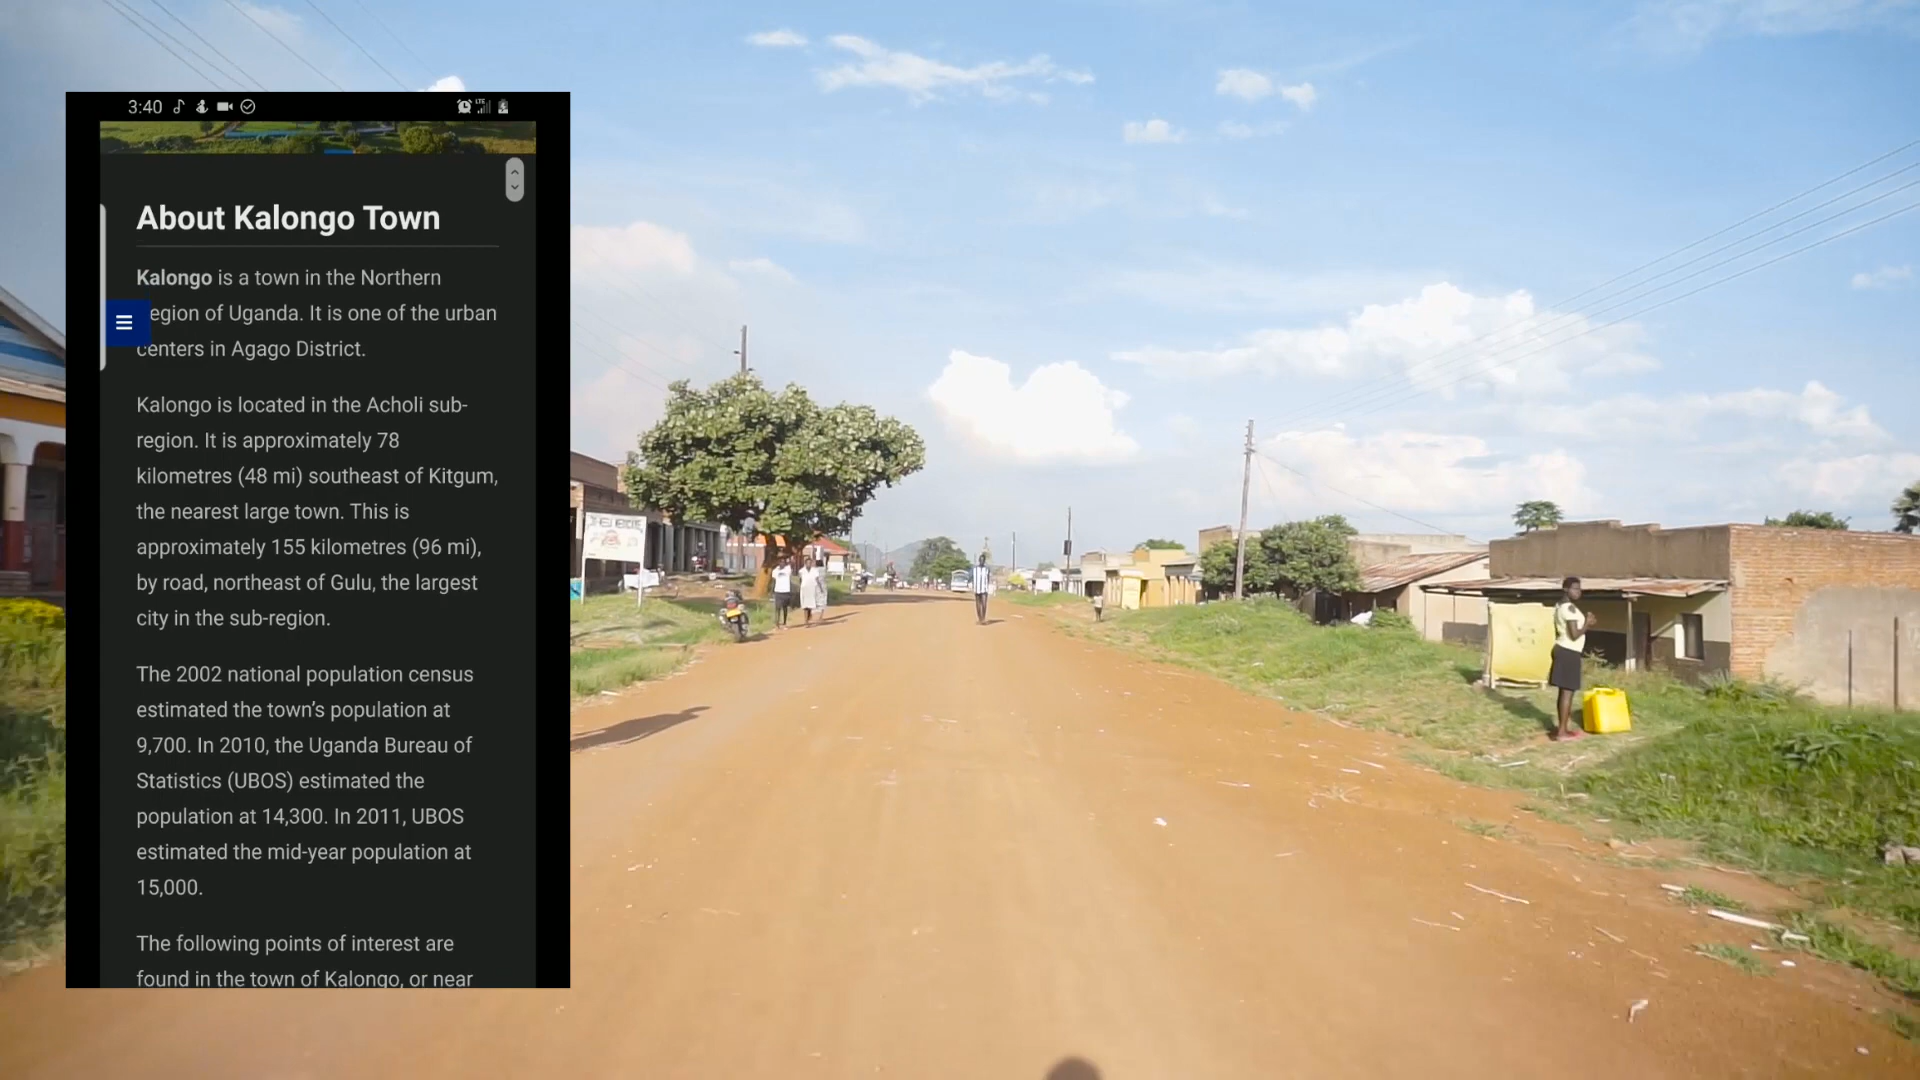 3:40
LTE
About Kalongo Town
Kalongo is a town in the Northern
egion of Uganda. It is one of the urban
centers in Agago District.
Kalongo is located in the Acholi sub-
region. It is approximately 78
kilometres (48 mi) southeast of Kitgum,
the nearest large town. This is
approximately 155 kilometres (96 mi),
by road, northeast of Gulu, the largest
city in the sub-region.
The 2002 national population census
estimated the town's population at
9,700. In 2010, the Uganda Bureau of
Statistics (UBOS) estimated the
population at 14,300. In 2011, UBOS
estimated the mid-year population at
15,000.
The following points of interest are
found in the town of Kalongo, or near